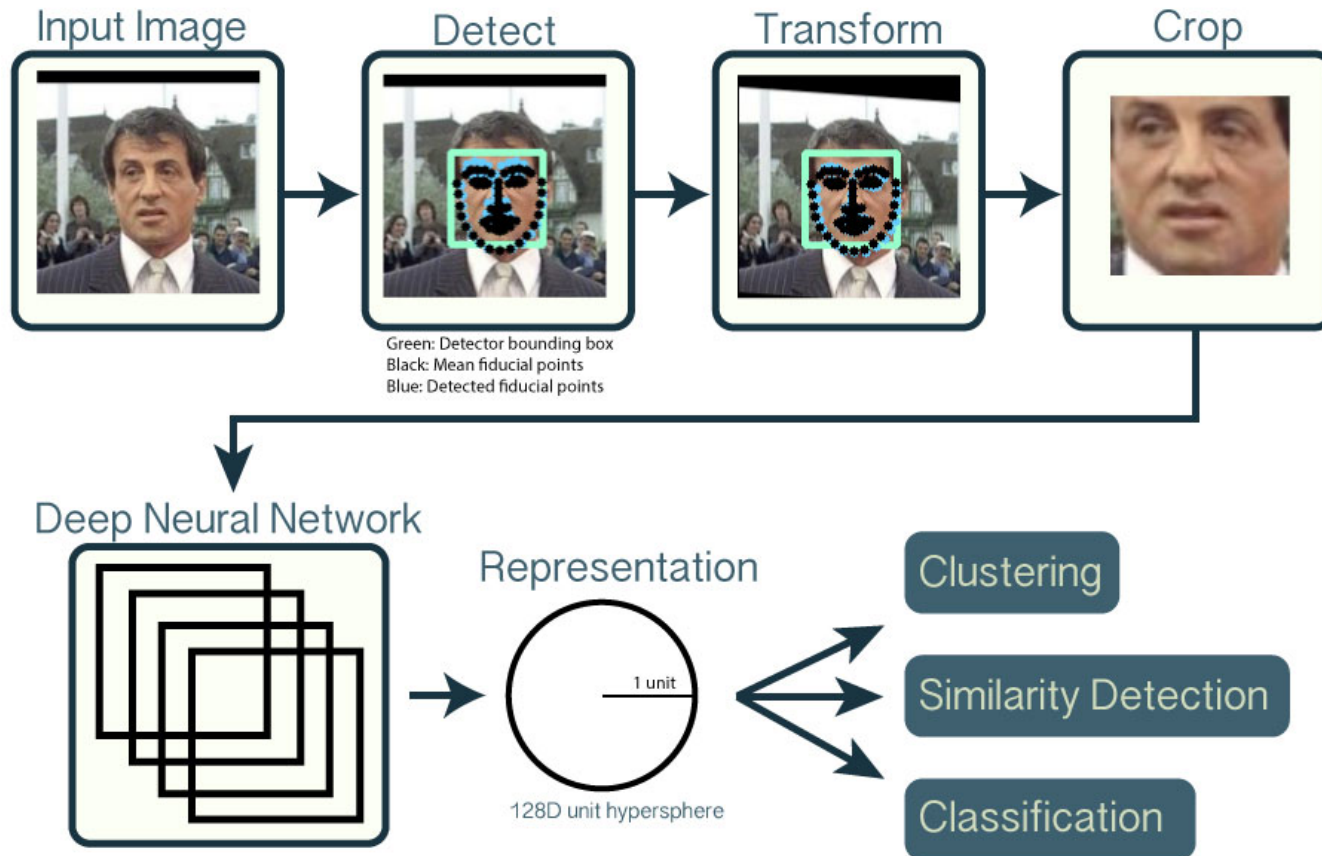 Input Image
Detect
Transform
Crop
Green: Detector bounding box
Black: Mean fiducial points
Blue: Detected fiducial points
Deep Neural Network
Representation
1 unit
128D unit hypersphere
Clustering
Similarity Detection
Classification